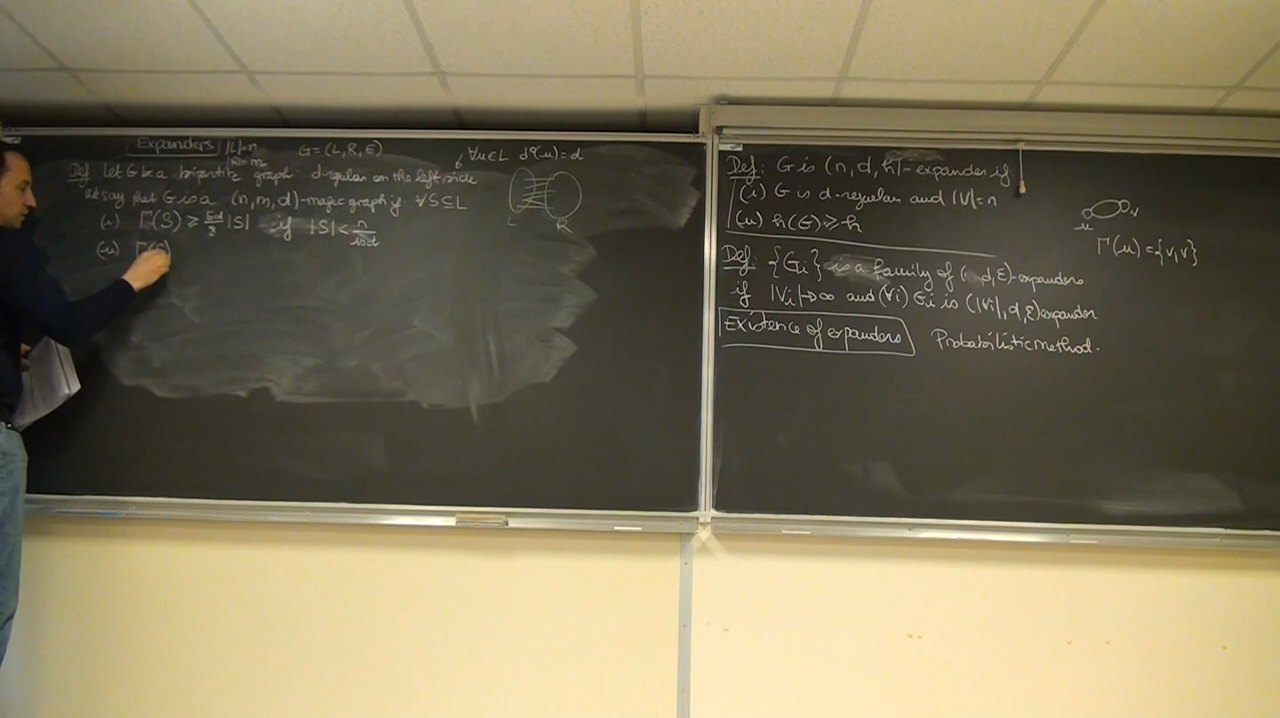 Expanders |L|=n G=(L,R,E)
|R|=m
∀u∈L d°(u)=d
Def Let G be a bipartite graph d-regular on the left side
We say that G is a (n,m,d)-magic graph if ∀S⊆L
(i) Γ(S) ≥ 5d/8 |S| if |S| < n/10d
(ii) Γ(S)
L R
Def: G is (n,d,h)-expander if
(i) G is d-regular and |V|=n
(ii) h(G) ≥ h
u v
Γ(u)={v,v}
Def: {Gi} is a family of ( ,d,ε)-expanders
if |Vi|→∞ and (∀i) Gi is (|Vi|,d,ε)expander
Existence of expanders Probabilistic method.